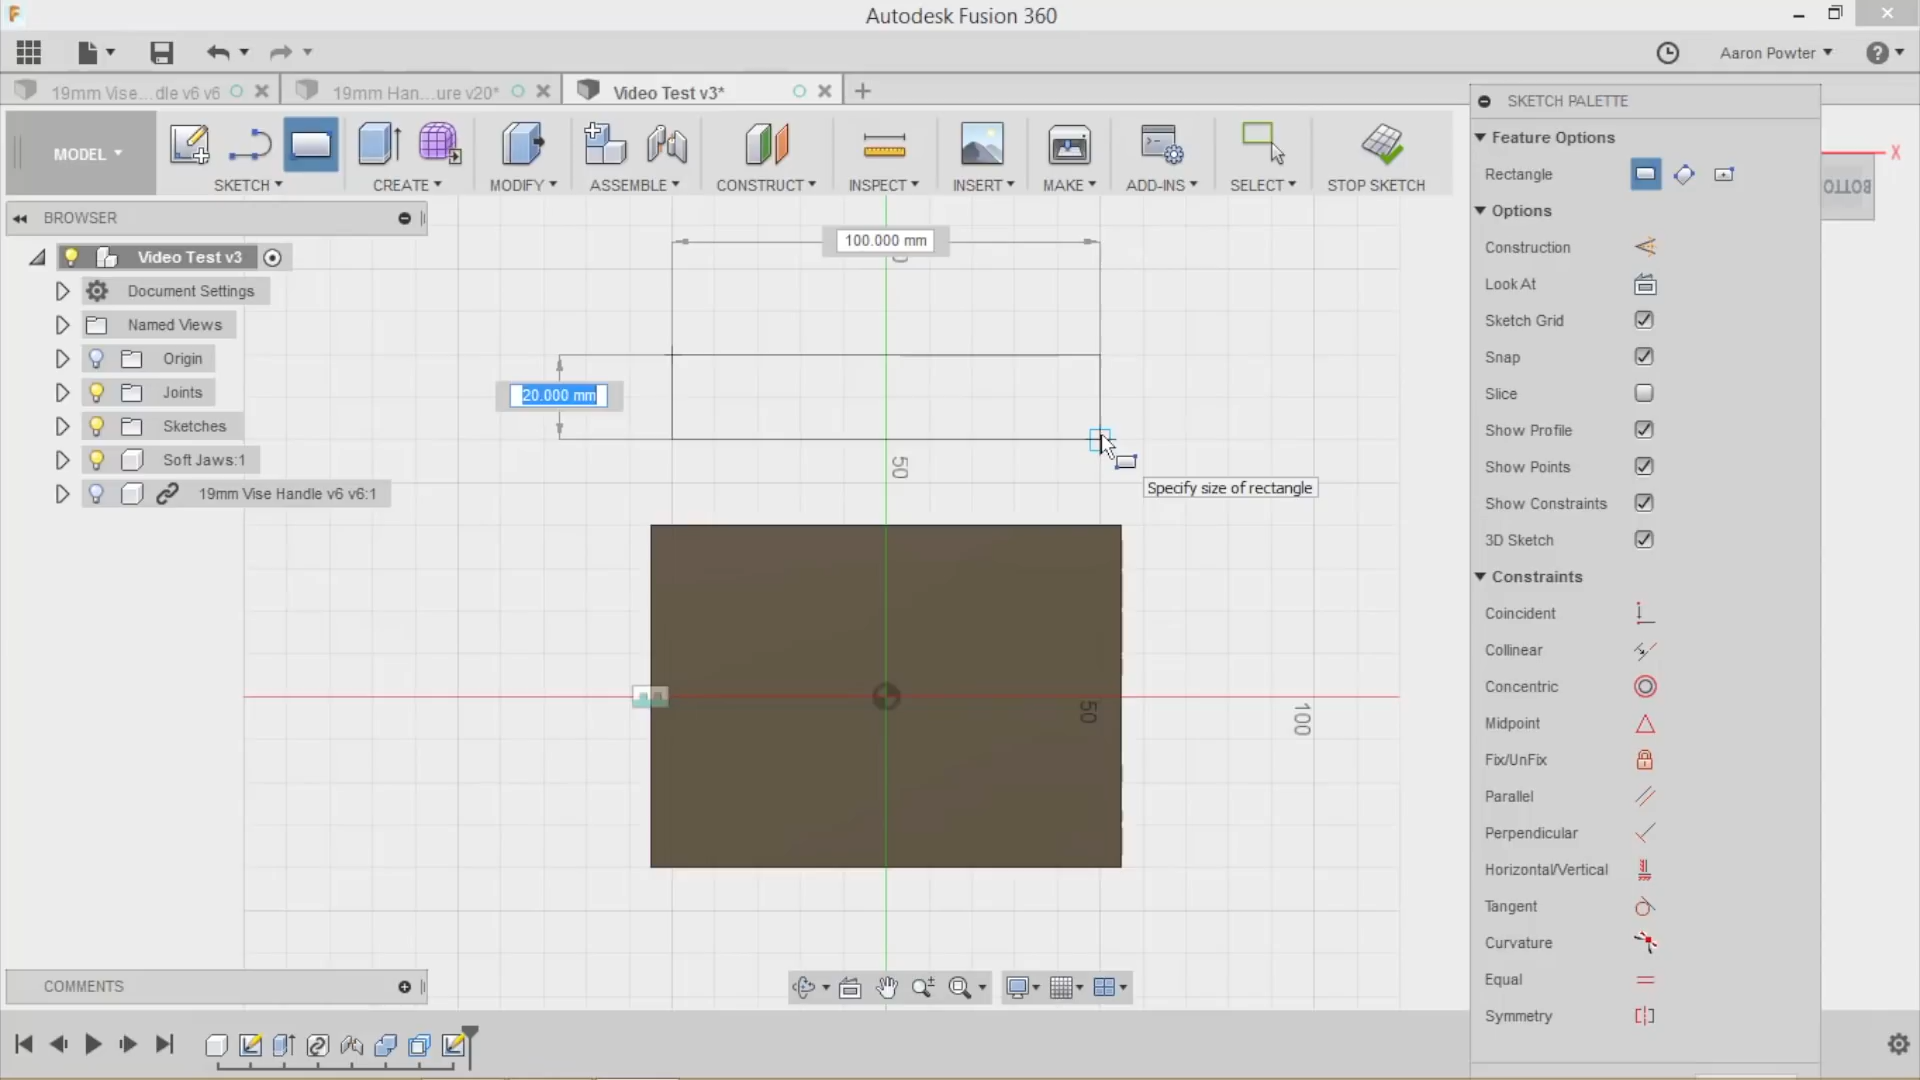 Autodesk Fusion 360
Aaron Powter
19mm Vise...dle v6 v6
19mm Han...ure v20*
Video Test v3*
MODEL
SKETCH
CREATE
MODIFY
ASSEMBLE
CONSTRUCT
INSPECT
INSERT
MAKE
ADD-INS
SELECT
STOP SKETCH
BROWSER
Video Test v3
Document Settings
Named Views
Origin
Joints
Sketches
Soft Jaws:1
19mm Vise Handle v6 v6:1
100.000 mm
20.000 mm
50
Specify size of rectangle
50
100
X
BOTTO
SKETCH PALETTE
Feature Options
Rectangle
Options
Construction
Look At
Sketch Grid
Snap
Slice
Show Profile
Show Points
Show Constraints
3D Sketch
Constraints
Coincident
Collinear
Concentric
Midpoint
Fix/UnFix
Parallel
Perpendicular
Horizontal/Vertical
Tangent
Curvature
Equal
Symmetry
COMMENTS